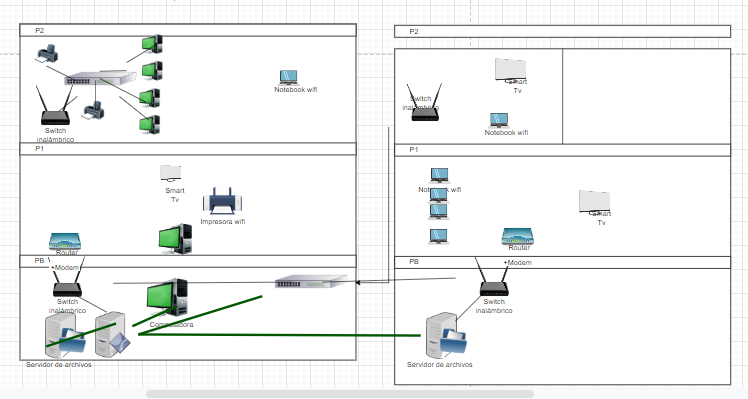 P2
Notebook wifi
Switch
inalámbrico
P1
Smart
Tv
Impresora wifi
Router
+Modem
PB
Switch
inalámbrico
Computadora
Servidor de archivos
P2
Smart
Tv
Switch
inalámbrico
Notebook wifi
P1
Notebook wifi
Smart
Tv
Router
+Modem
PB
Switch
inalámbrico
Servidor de archivos